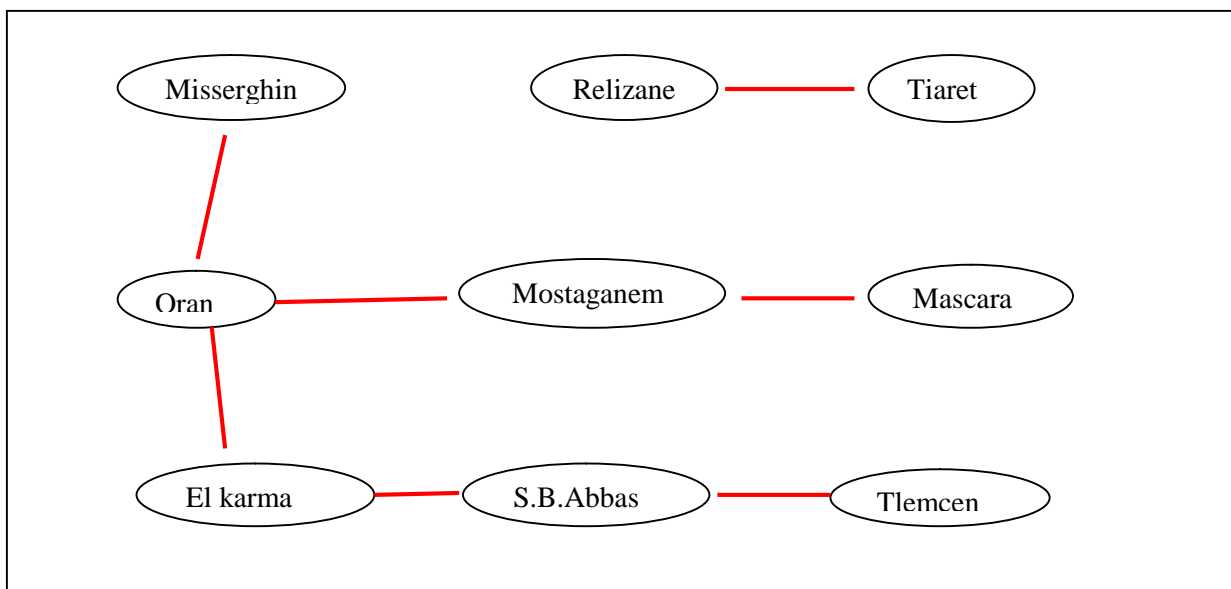 Misserghin
Relizane
Tiaret
Oran
Mostaganem
Mascara
El karma
S.B.Abbas
Tlemcen